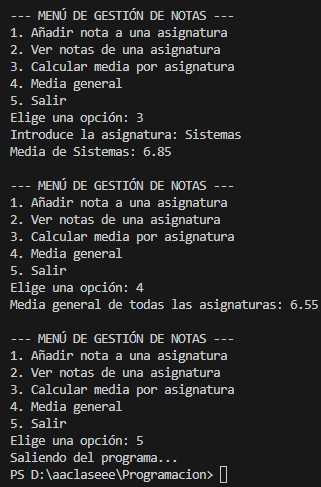 --- MENÚ DE GESTIÓN DE NOTAS ---
1. Añadir nota a una asignatura
2. Ver notas de una asignatura
3. Calcular media por asignatura
4. Media general
5. Salir
Elige una opción: 3
Introduce la asignatura: Sistemas
Media de Sistemas: 6.85

--- MENÚ DE GESTIÓN DE NOTAS ---
1. Añadir nota a una asignatura
2. Ver notas de una asignatura
3. Calcular media por asignatura
4. Media general
5. Salir
Elige una opción: 4
Media general de todas las asignaturas: 6.55

--- MENÚ DE GESTIÓN DE NOTAS ---
1. Añadir nota a una asignatura
2. Ver notas de una asignatura
3. Calcular media por asignatura
4. Media general
5. Salir
Elige una opción: 5
Saliendo del programa...
PS D:\aaclaseee\Programacion>